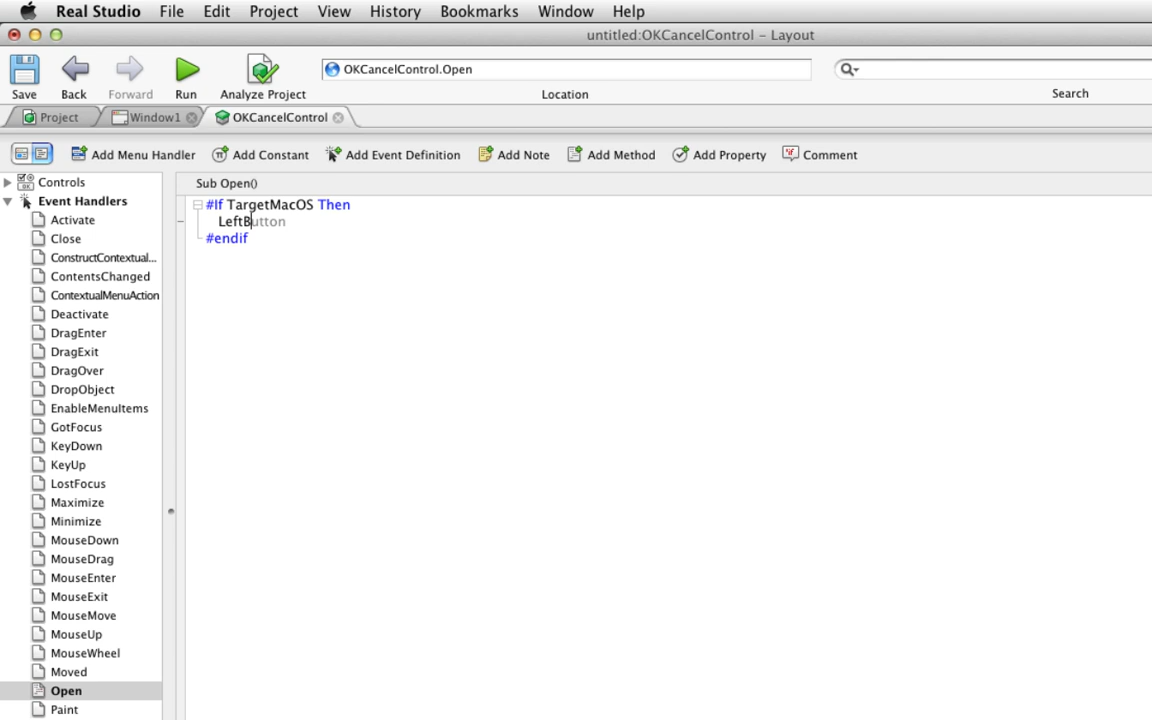 Real Studio File Edit Project View History Bookmarks Window Help
untitled:OKCancelControl – Layout
OKCancelControl.Open
Save Back Forward Run Analyze Project Location Search
Project Window1 OKCancelControl
Add Menu Handler Add Constant Add Event Definition Add Note Add Method Add Property Comment
Controls
Event Handlers
Activate
Close
ConstructContextual...
ContentsChanged
ContextualMenuAction
Deactivate
DragEnter
DragExit
DragOver
DropObject
EnableMenuItems
GotFocus
KeyDown
KeyUp
LostFocus
Maximize
Minimize
MouseDown
MouseDrag
MouseEnter
MouseExit
MouseMove
MouseUp
MouseWheel
Moved
Open
Paint
Sub Open()
#If TargetMacOS Then
LeftButton
#endif